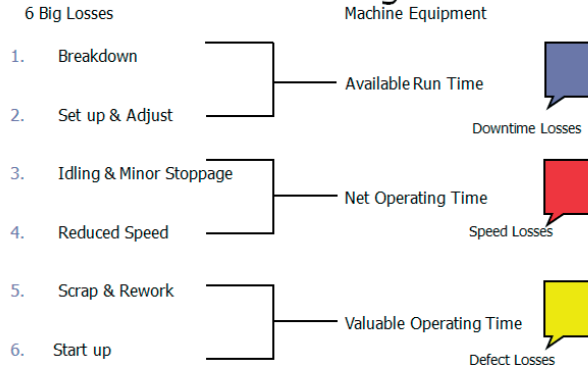 6 Big Losses
Machine Equipment
1. Breakdown
Available Run Time
2. Set up & Adjust
Downtime Losses
3. Idling & Minor Stoppage
Net Operating Time
4. Reduced Speed
Speed Losses
5. Scrap & Rework
Valuable Operating Time
6. Start up
Defect Losses